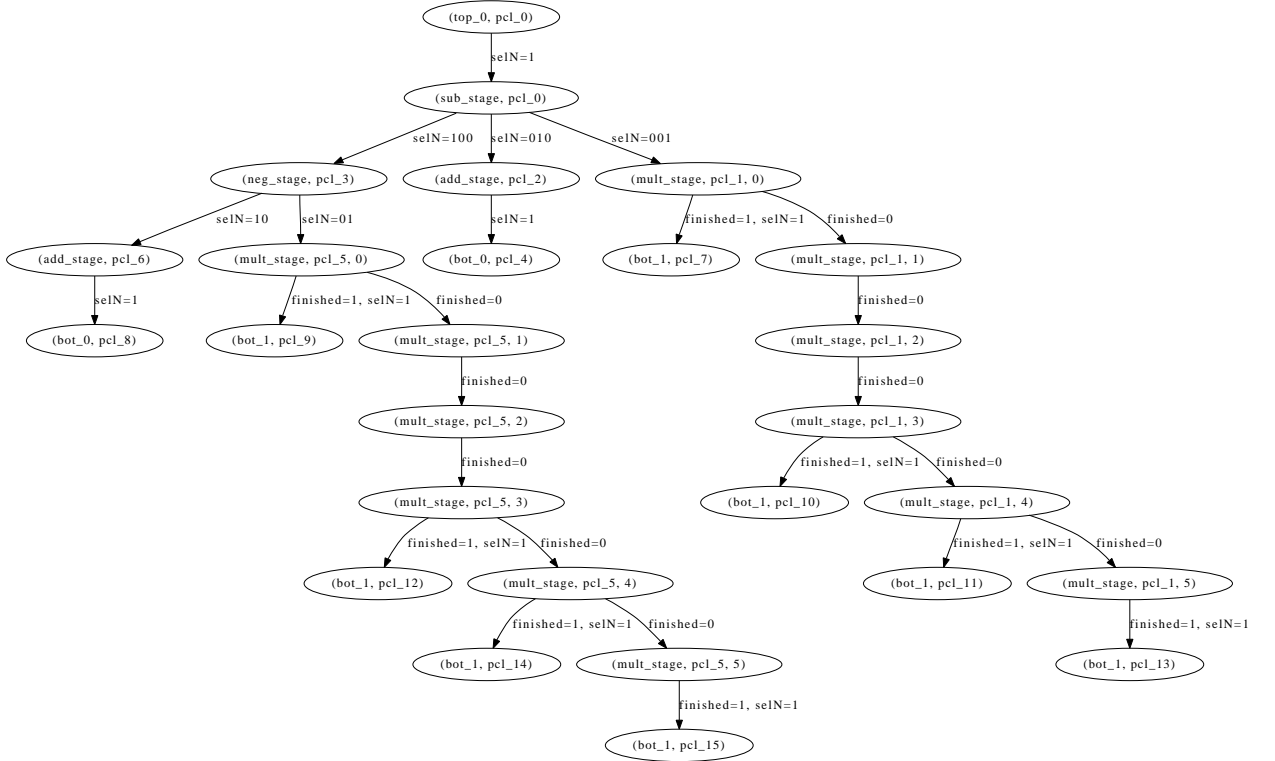 (top_0, pcl_0)
selN=1
(sub_stage, pcl_0)
selN=100
selN=010
selN=001
(neg_stage, pcl_3)
(add_stage, pcl_2)
(mult_stage, pcl_1, 0)
selN=10
selN=01
selN=1
finished=1, selN=1
finished=0
(add_stage, pcl_6)
(mult_stage, pcl_5, 0)
(bot_0, pcl_4)
(bot_1, pcl_7)
(mult_stage, pcl_1, 1)
selN=1
finished=1, selN=1
finished=0
finished=0
(bot_0, pcl_8)
(bot_1, pcl_9)
(mult_stage, pcl_5, 1)
(mult_stage, pcl_1, 2)
finished=0
finished=0
(mult_stage, pcl_5, 2)
(mult_stage, pcl_1, 3)
finished=0
finished=1, selN=1
finished=0
(mult_stage, pcl_5, 3)
(bot_1, pcl_10)
(mult_stage, pcl_1, 4)
finished=1, selN=1
finished=0
finished=1, selN=1
finished=0
(bot_1, pcl_12)
(mult_stage, pcl_5, 4)
(bot_1, pcl_11)
(mult_stage, pcl_1, 5)
finished=1, selN=1
finished=0
finished=1, selN=1
(bot_1, pcl_14)
(mult_stage, pcl_5, 5)
(bot_1, pcl_13)
finished=1, selN=1
(bot_1, pcl_15)